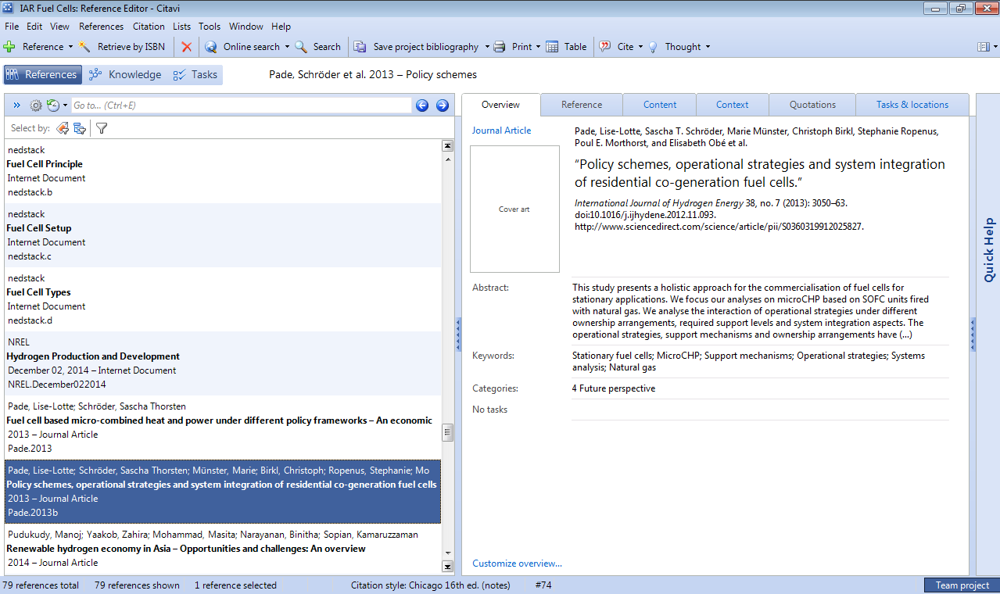 IAR Fuel Cells: Reference Editor - Citavi
File Edit View References Citation Lists Tools Window Help
Reference Retrieve by ISBN Online search Search Save project bibliography Print Table Cite Thought
References Knowledge Tasks
Pade, Schröder et al. 2013 – Policy schemes
Go to... (Ctrl+E)
Select by:
nedstack
Fuel Cell Principle
Internet Document
nedstack.b
nedstack
Fuel Cell Setup
Internet Document
nedstack.c
nedstack
Fuel Cell Types
Internet Document
nedstack.d
NREL
Hydrogen Production and Development
December 02, 2014 – Internet Document
NREL.December022014
Pade, Lise-Lotte; Schröder, Sascha Thorsten
Fuel cell based micro-combined heat and power under different policy frameworks – An economic
2013 – Journal Article
Pade.2013
Pade, Lise-Lotte; Schröder, Sascha Thorsten; Münster, Marie; Birkl, Christoph; Ropenus, Stephanie; Mo
Policy schemes, operational strategies and system integration of residential co-generation fuel cells
2013 – Journal Article
Pade.2013b
Pudukudy, Manoj; Yaakob, Zahira; Mohammad, Masita; Narayanan, Binitha; Sopian, Kamaruzzaman
Renewable hydrogen economy in Asia – Opportunities and challenges: An overview
2014 – Journal Article
Overview Reference Content Context Quotations Tasks & locations
Journal Article
Cover art
Pade, Lise-Lotte, Sascha T. Schröder, Marie Münster, Christoph Birkl, Stephanie Ropenus,
Poul E. Morthorst, and Elisabeth Obé et al.
“Policy schemes, operational strategies and system integration
of residential co-generation fuel cells.”
International Journal of Hydrogen Energy 38, no. 7 (2013): 3050–63.
doi:10.1016/j.ijhydene.2012.11.093.
http://www.sciencedirect.com/science/article/pii/S0360319912025827.
Abstract:
This study presents a holistic approach for the commercialisation of fuel cells for
stationary applications. We focus our analyses on microCHP based on SOFC units fired
with natural gas. We analyse the interaction of operational strategies under different
ownership arrangements, required support levels and system integration aspects. The
operational strategies, support mechanisms and ownership arrangements have (...)
Keywords:
Stationary fuel cells; MicroCHP; Support mechanisms; Operational strategies; Systems
analysis; Natural gas
Categories:
4 Future perspective
No tasks
Customize overview...
Quick Help
79 references total 79 references shown 1 reference selected Citation style: Chicago 16th ed. (notes) #74 Team project